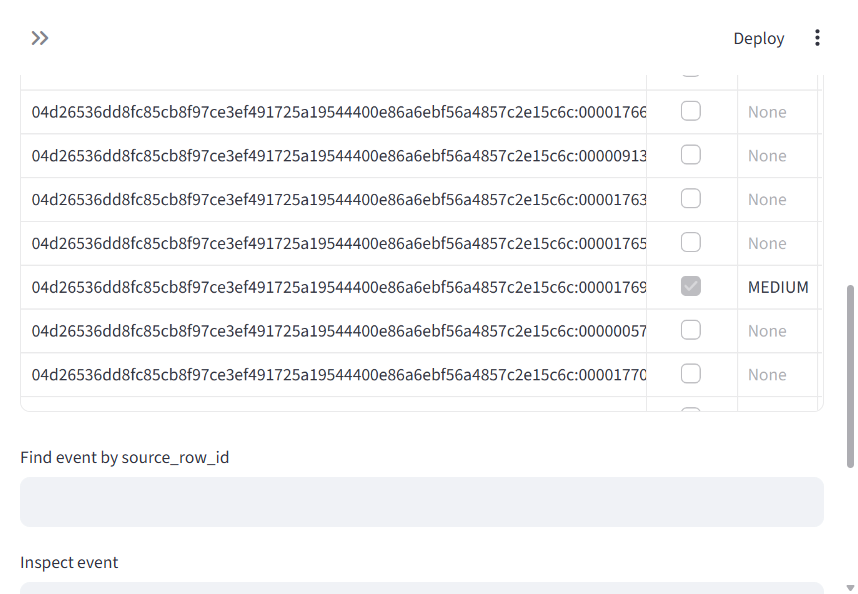 Deploy
04d26536dd8fc85cb8f97ce3ef491725a19544400e86a6ebf56a4857c2e15c6c:00001766 None
04d26536dd8fc85cb8f97ce3ef491725a19544400e86a6ebf56a4857c2e15c6c:00000913 None
04d26536dd8fc85cb8f97ce3ef491725a19544400e86a6ebf56a4857c2e15c6c:00001763 None
04d26536dd8fc85cb8f97ce3ef491725a19544400e86a6ebf56a4857c2e15c6c:00001765 None
04d26536dd8fc85cb8f97ce3ef491725a19544400e86a6ebf56a4857c2e15c6c:00001769 MEDIUM
04d26536dd8fc85cb8f97ce3ef491725a19544400e86a6ebf56a4857c2e15c6c:00000057 None
04d26536dd8fc85cb8f97ce3ef491725a19544400e86a6ebf56a4857c2e15c6c:00001770 None
Find event by source_row_id
Inspect event